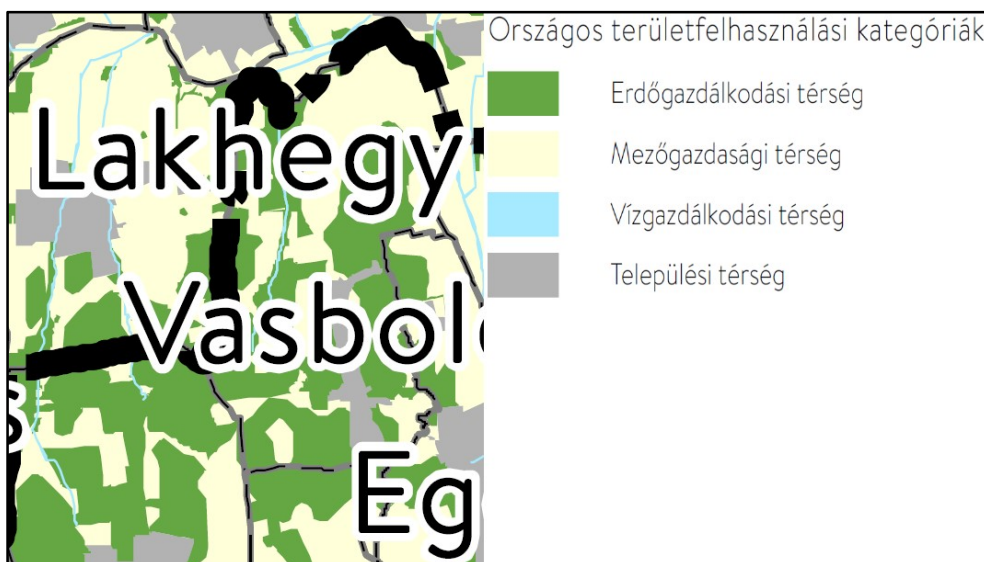 Lakhegy
Vasbol
s
Eg
Országos területfelhasználási kategóriák
Erdőgazdálkodási térség
Mezőgazdasági térség
Vízgazdálkodási térség
Települési térség